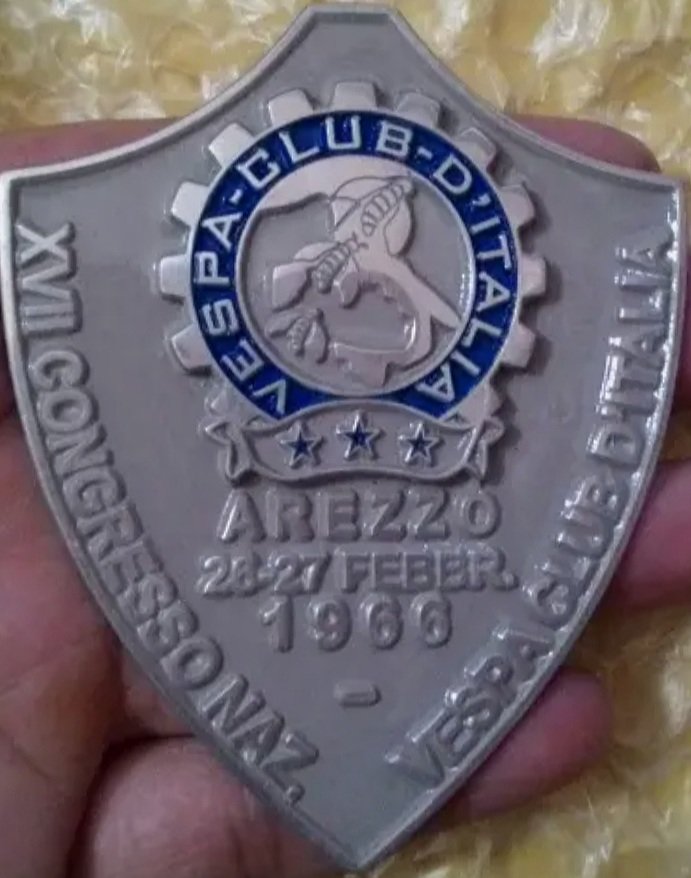 VESPA-CLUB-D'ITALIA
AREZZO
26-27 FEBBR.
1966
-
XVII CONGRESSO NAZ.
VESPA CLUB D'ITALIA